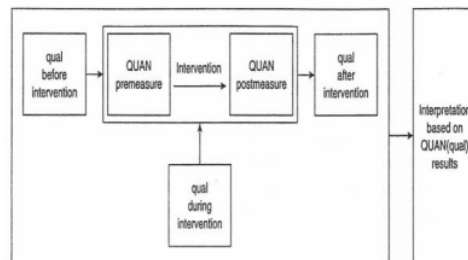 qual
before
intervention
QUAN
premeasure
Intervention
QUAN
postmeasure
qual
after
intervention
qual
during
intervention
Interpretation
based on
QUAN(qual)
results